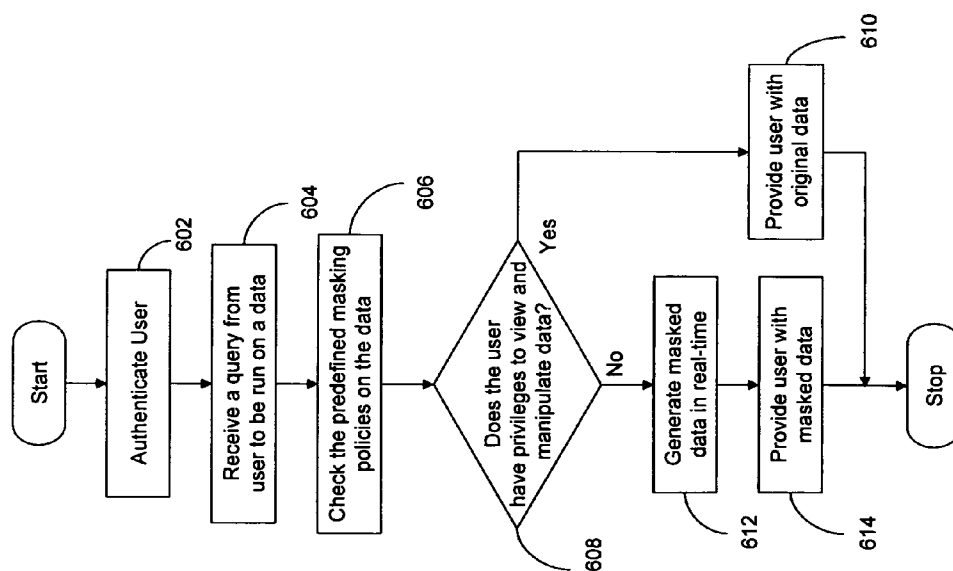 Start
602
Authenticate User
604
Receive a query from
user to be run on a data
606
Check the predefined masking
policies on the data
608
Does the user
have privileges to view and
manipulate data?
Yes
No
610
Provide user with
original data
612
Generate masked
data in real-time
614
Provide user with
masked data
Stop